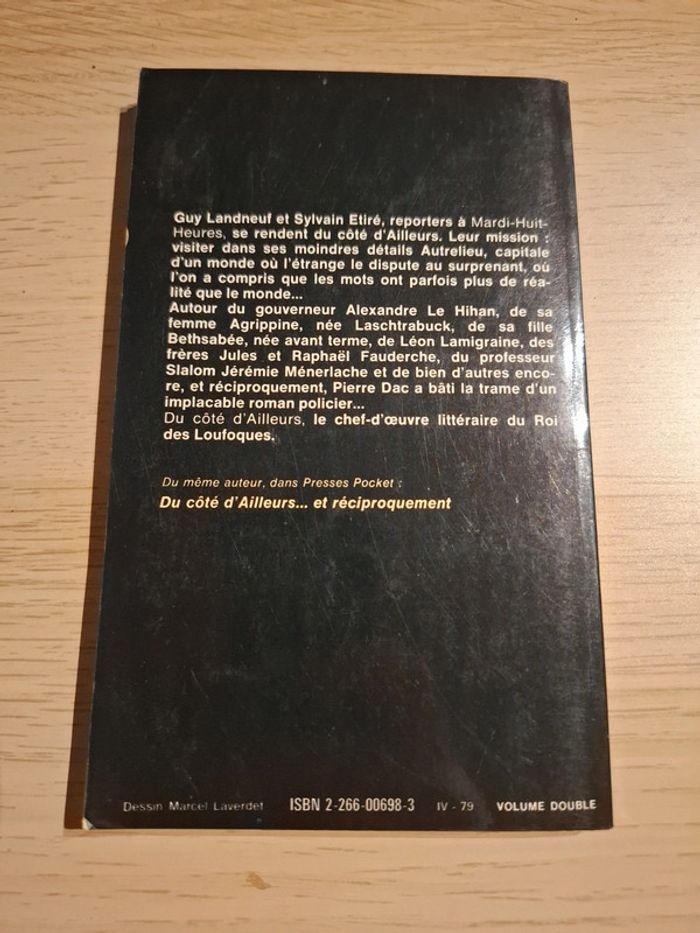 Guy Landneuf et Sylvain Etiré, reporters à Mardi-Huit-
Heures, se rendent du côté d'Ailleurs. Leur mission :
visiter dans ses moindres détails Autrelieu, capitale
d'un monde où l'étrange le dispute au surprenant, où
l'on a compris que les mots ont parfois plus de réa-
lité que le monde...
Autour du gouverneur Alexandre Le Hihan, de sa
femme Agrippine, née Laschtrabuck, de sa fille
Bethsabée, née avant terme, de Léon Lamigraine, des
frères Jules et Raphaël Fauderche, du professeur
Slalom Jérémie Ménerlache et de bien d'autres enco-
re, et réciproquement, Pierre Dac a bâti la trame d'un
implacable roman policier...
Du côté d'Ailleurs, le chef-d'œuvre littéraire du Roi
des Loufoques.
Du même auteur, dans Presses Pocket :
Du côté d'Ailleurs... et réciproquement
Dessin Marcel Laverdet ISBN 2-266-00698-3 IV - 79 VOLUME DOUBLE